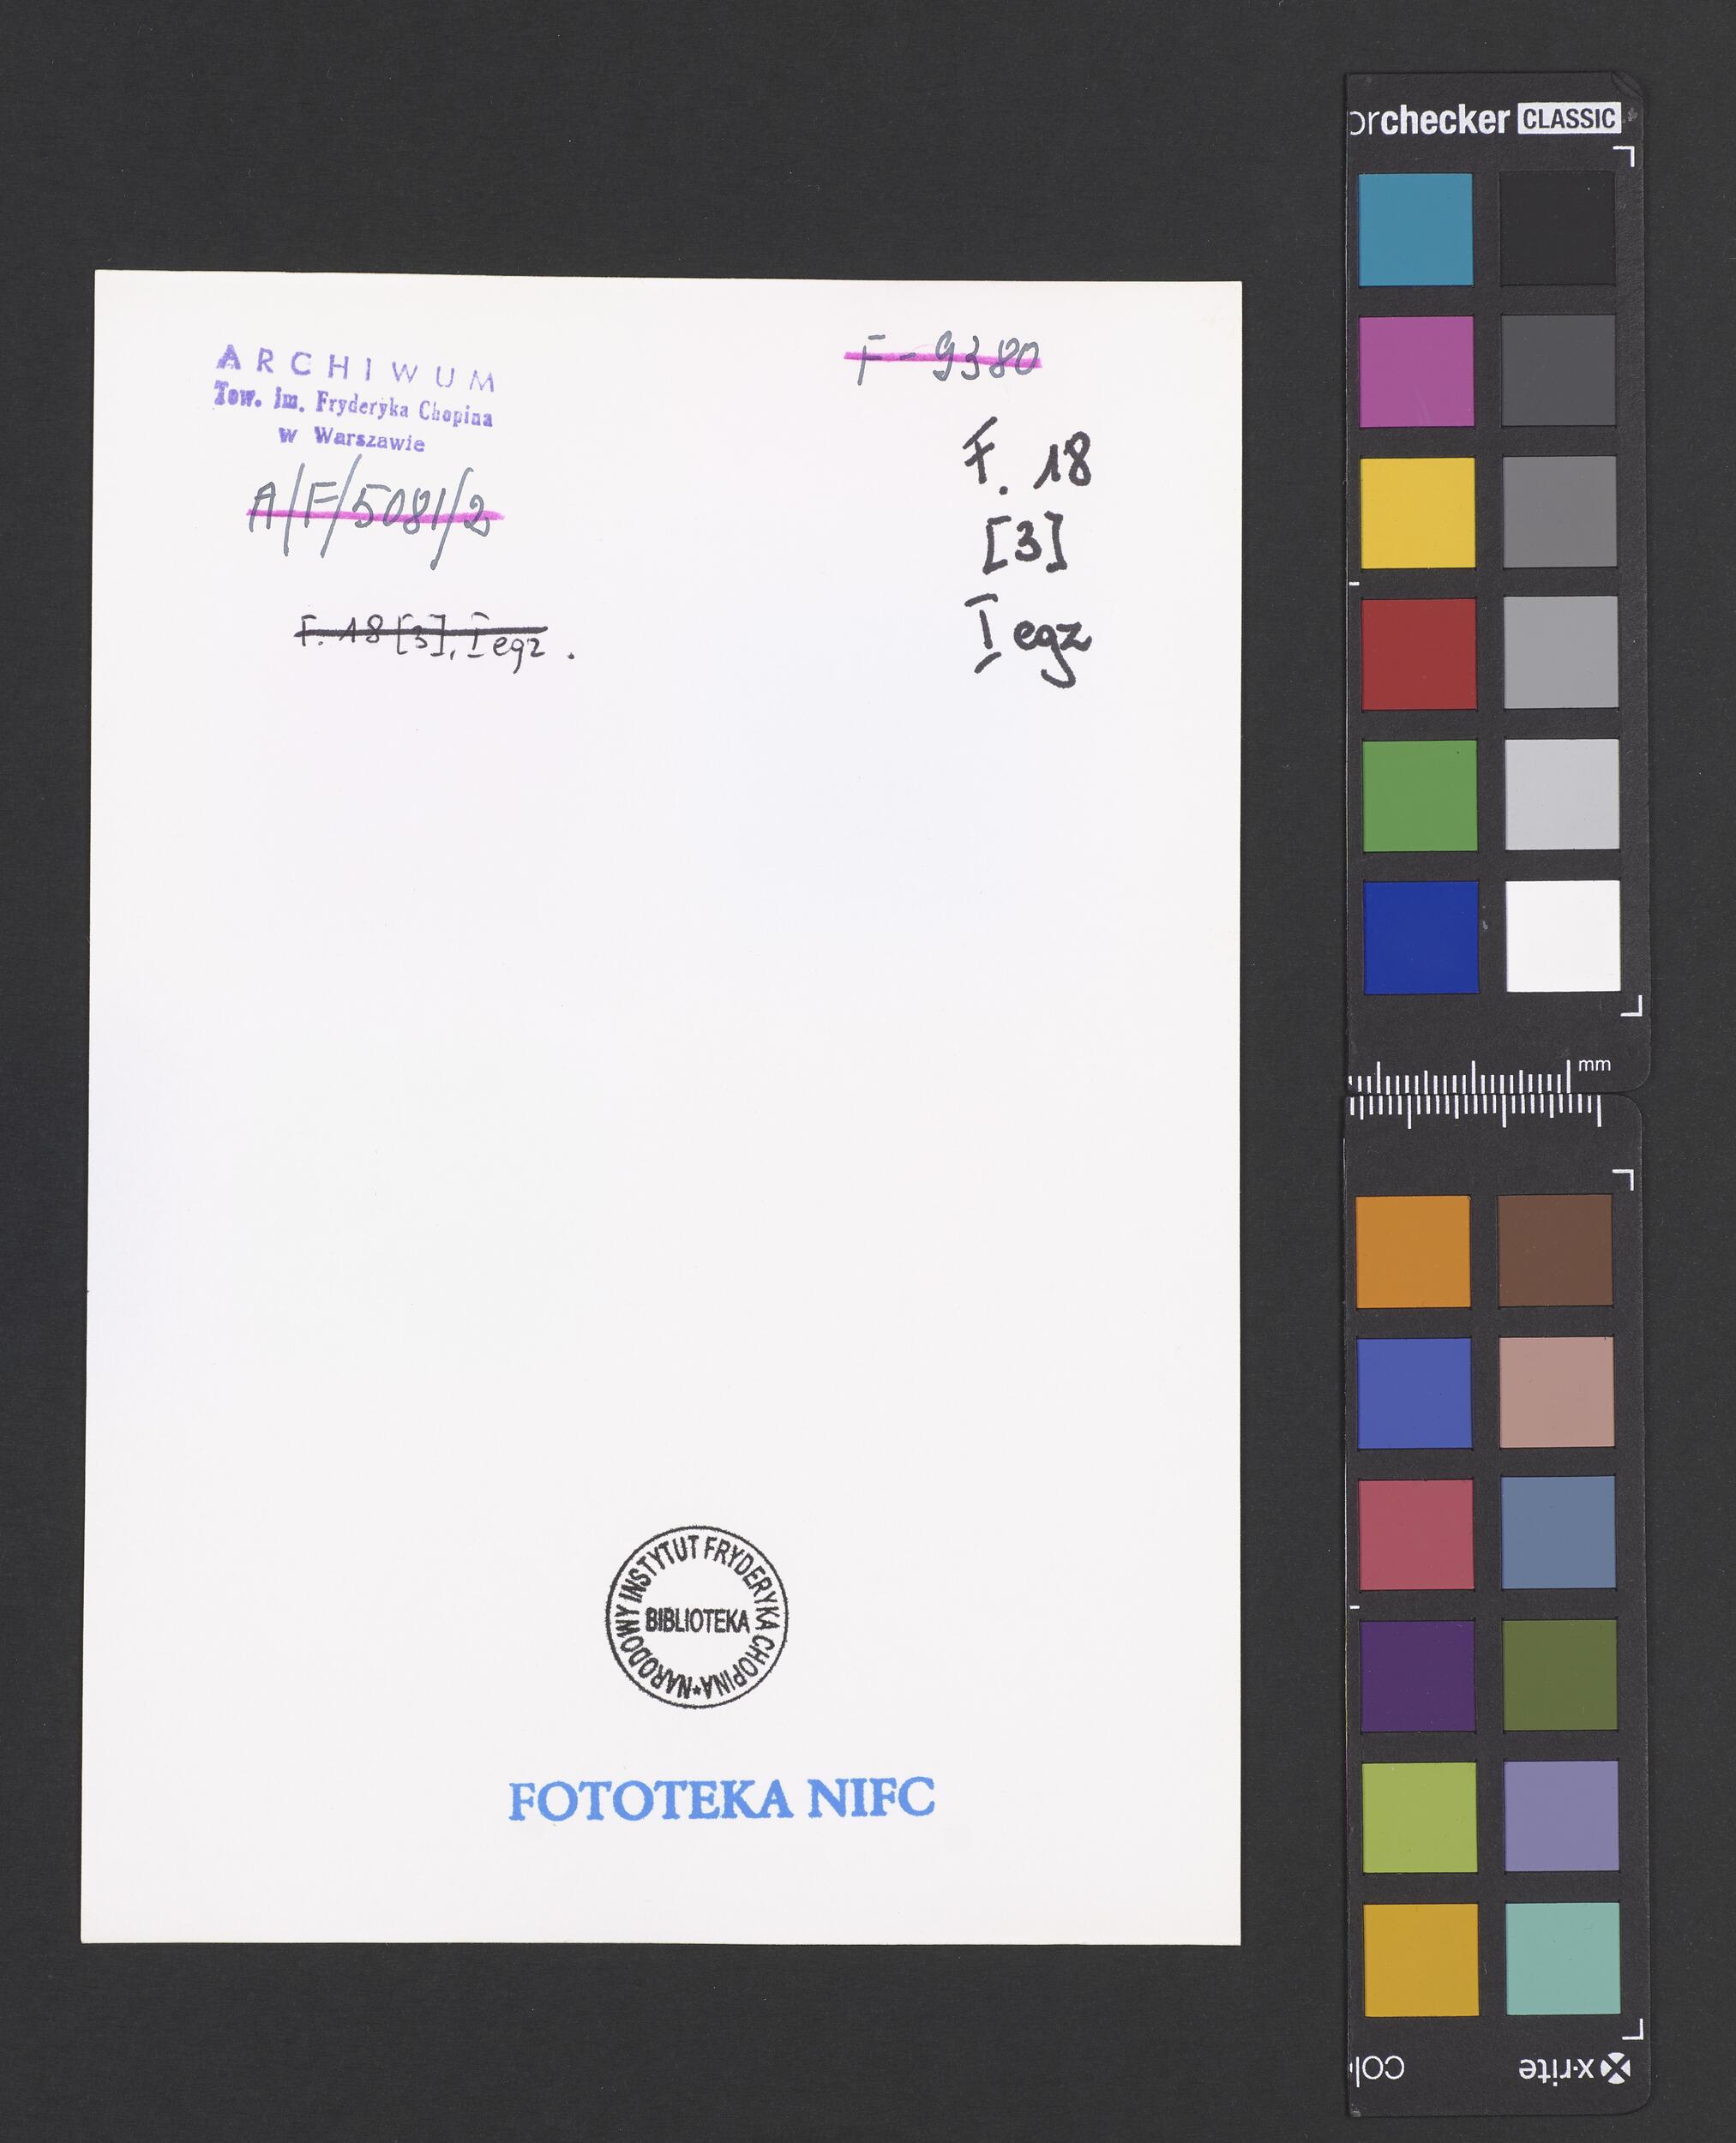 ARCHIWUM
Tow. im. Fryderyka Chopina
w Warszawie
A/F/5081/2
F. 18 [3], I egz.
F-9380
F. 18
[3]
I egz
NARODOWY INSTYTUT FRYDERYKA CHOPINA
BIBLIOTEKA
FOTOTEKA NIFC
orchecker CLASSIC
mm
x-rite
col